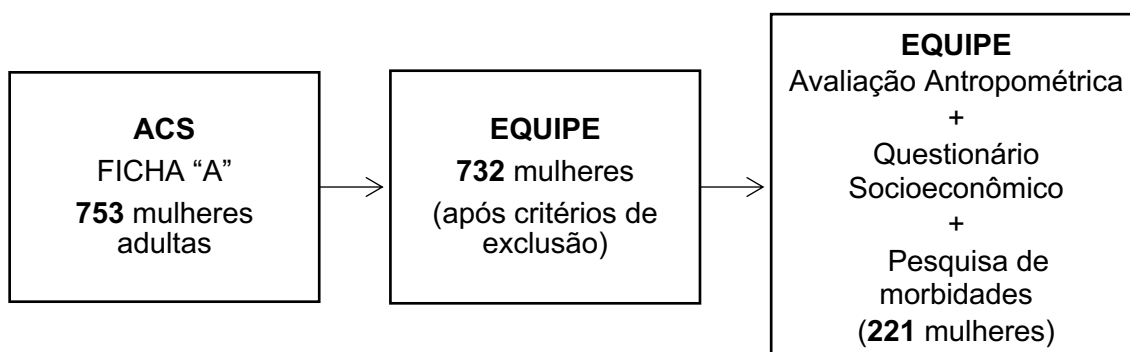 ACS
FICHA “A”
753 mulheres
adultas
EQUIPE
732 mulheres
(após critérios de
exclusão)
EQUIPE
Avaliação Antropométrica
+
Questionário
Socioeconômico
+
Pesquisa de
morbidades
(221 mulheres)